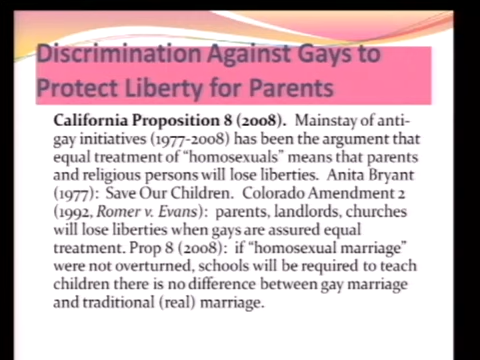 Discrimination Against Gays to
Protect Liberty for Parents
California Proposition 8 (2008). Mainstay of anti-
gay initiatives (1977-2008) has been the argument that
equal treatment of "homosexuals" means that parents
and religious persons will lose liberties. Anita Bryant
(1977): Save Our Children. Colorado Amendment 2
(1992, Romer v. Evans): parents, landlords, churches
will lose liberties when gays are assured equal
treatment. Prop 8 (2008): if "homosexual marriage"
were not overturned, schools will be required to teach
children there is no difference between gay marriage
and traditional (real) marriage.